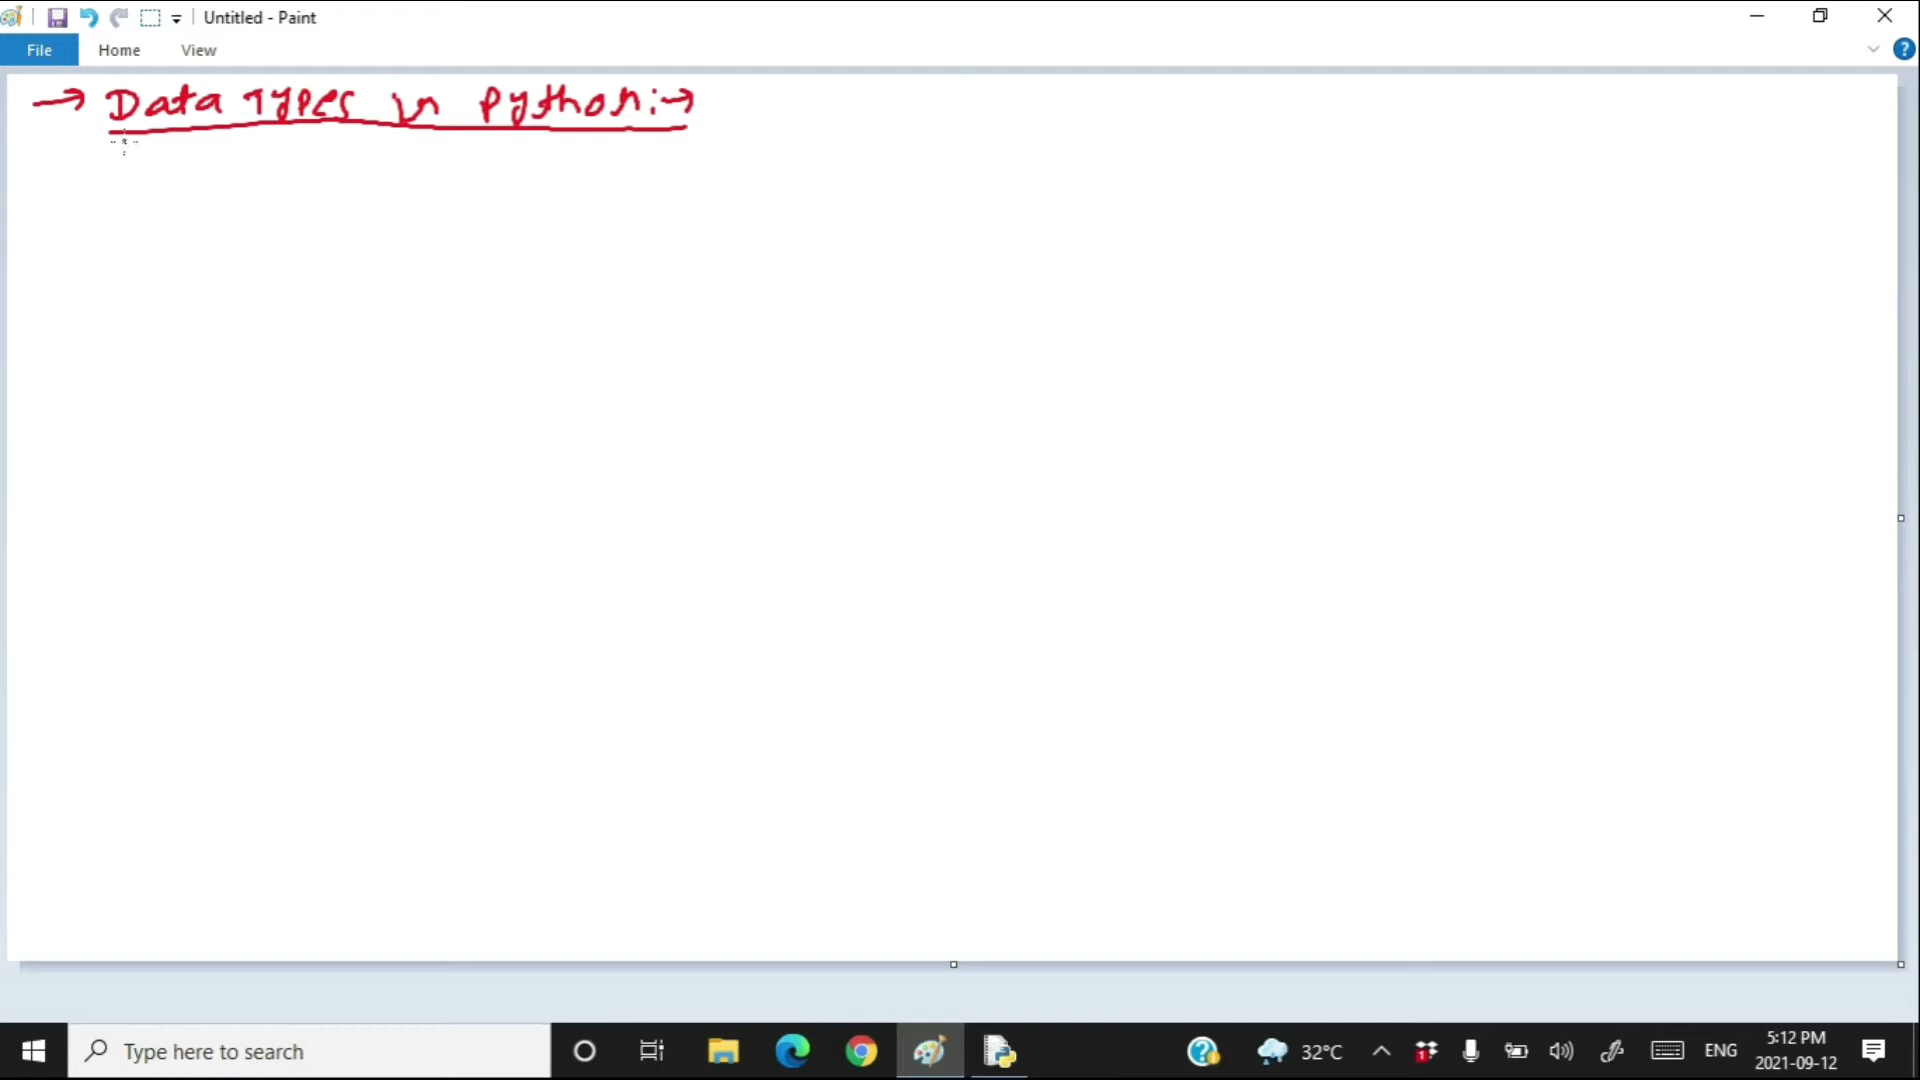 Untitled - Paint
File Home View
→ Data Types in python:→
Type here to search
32°C
ENG
5:12 PM
2021-09-12